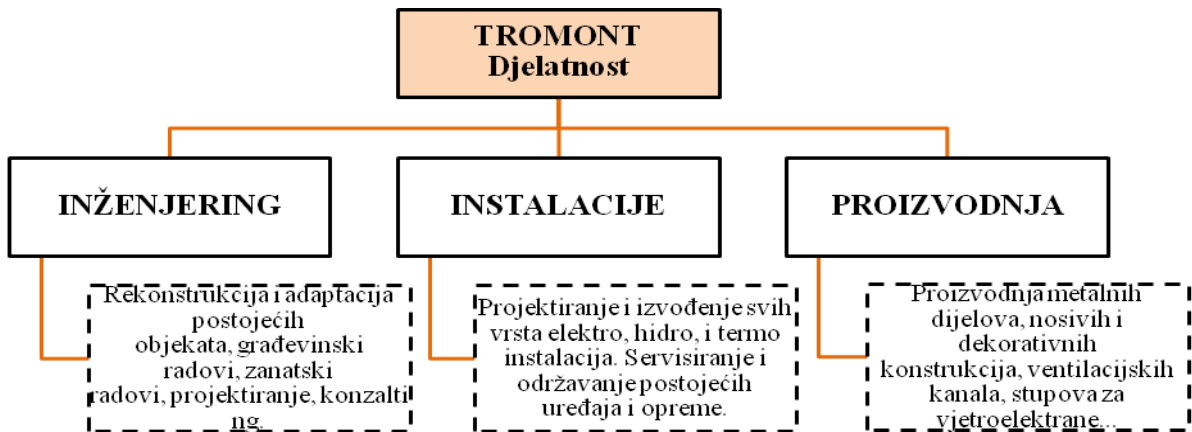 TROMONT
Djelatnost
INŽENJERING
INSTALACIJE
PROIZVODNJA
Rekonstrukcija i adaptacija
postojećih
objekata, građevinski
radovi, zanatski
radovi, projektiranje, konzalti
ng.
Projektiranje i izvođenje svih
vrsta elektro, hidro, i termo
instalacija. Servisiranje i
održavanje postojećih
uređaja i opreme.
Proizvodnja metalnih
dijelova, nosivih i
dekorativnih
konstrukcija, ventilacijskih
kanala, stupova za
vjetroelektrane...